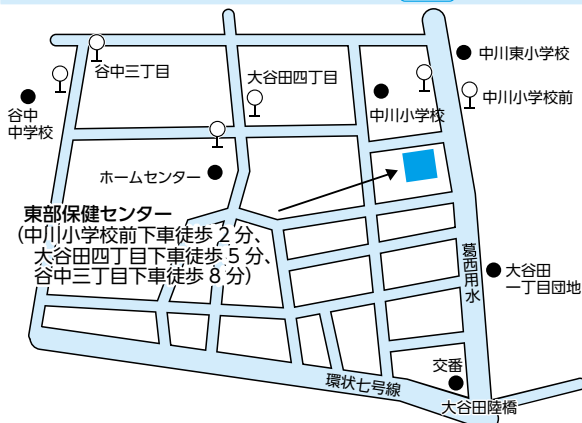 中川東小学校
谷中三丁目
大谷田四丁目
中川小学校前
中川小学校
谷中
中学校
ホームセンター
東部保健センター
(中川小学校前下車徒歩2分、
大谷田四丁目下車徒歩5分、
谷中三丁目下車徒歩8分)
葛西用水
大谷田
一丁目団地
交番
環状七号線
大谷田陸橋